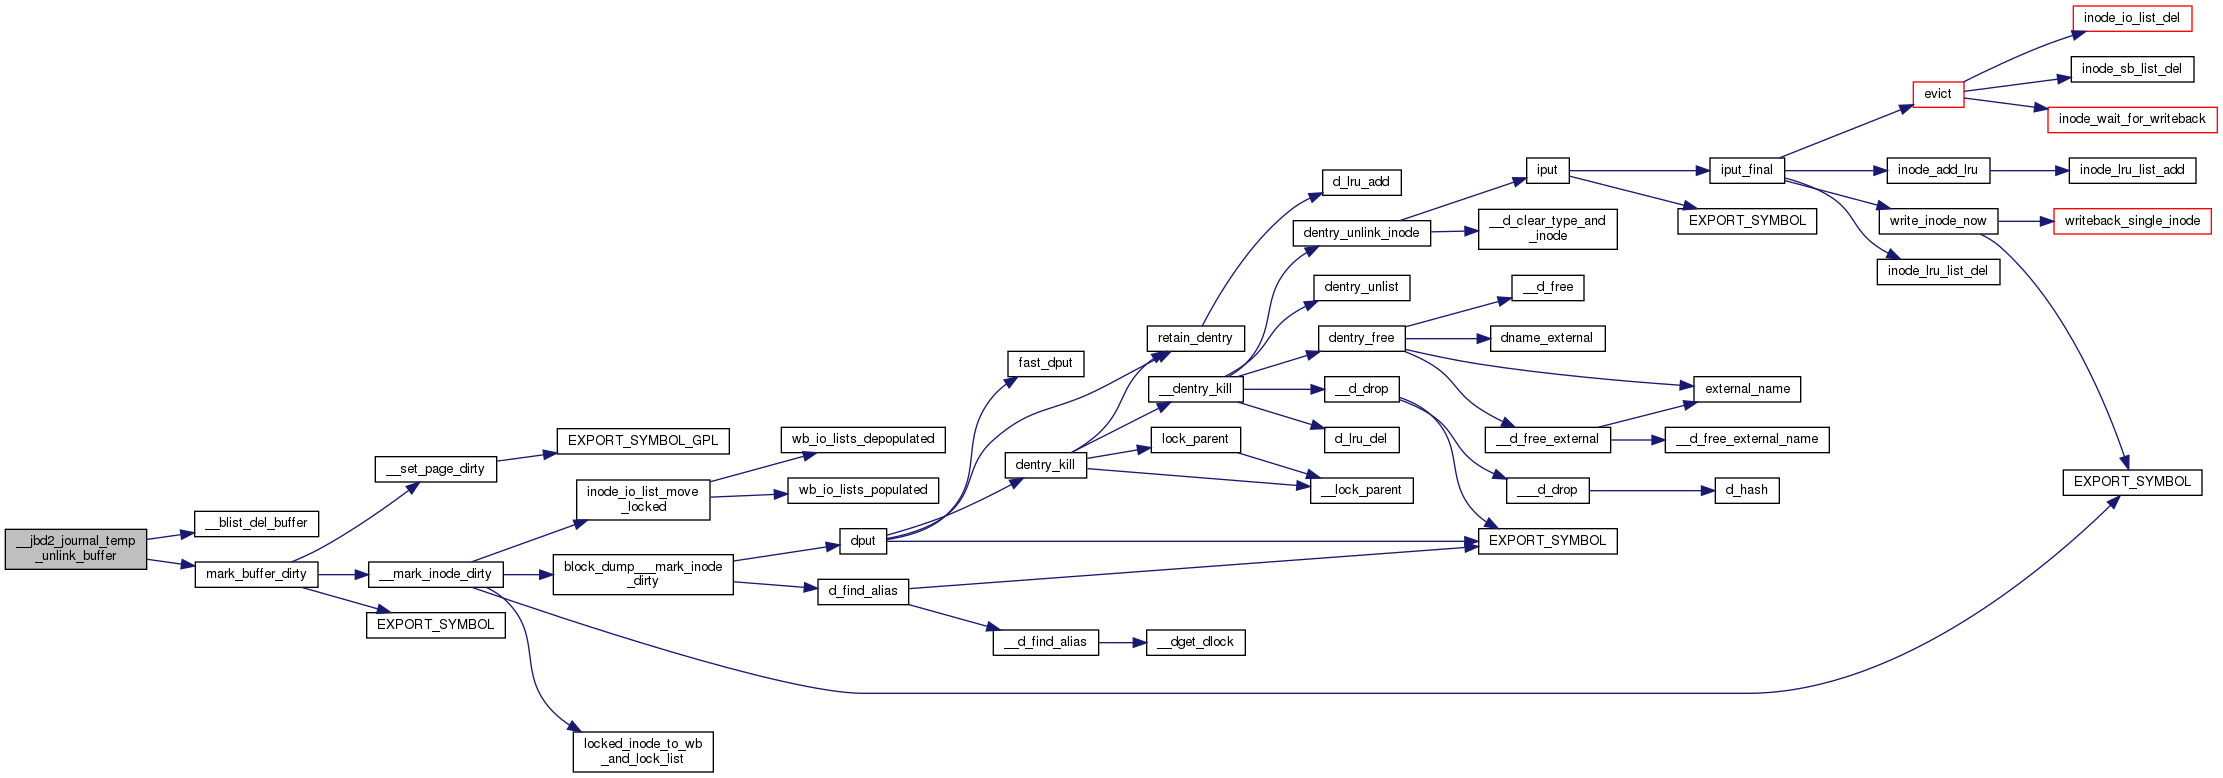 __jbd2_journal_temp
_unlink_buffer
__blist_del_buffer
mark_buffer_dirty
__set_page_dirty
EXPORT_SYMBOL_GPL
__mark_inode_dirty
EXPORT_SYMBOL
inode_io_list_move
_locked
wb_io_lists_depopulated
wb_io_lists_populated
block_dump___mark_inode
_dirty
locked_inode_to_wb
_and_lock_list
dput
d_find_alias
fast_dput
dentry_kill
__d_find_alias
__dget_dlock
retain_dentry
__dentry_kill
lock_parent
__lock_parent
d_lru_add
dentry_unlink_inode
dentry_unlist
dentry_free
__d_drop
d_lru_del
iput
__d_clear_type_and
_inode
__d_free
dname_external
external_name
__d_free_external
__d_free_external_name
___d_drop
d_hash
EXPORT_SYMBOL
iput_final
EXPORT_SYMBOL
evict
inode_add_lru
write_inode_now
inode_lru_list_del
inode_io_list_del
inode_sb_list_del
inode_wait_for_writeback
inode_lru_list_add
writeback_single_inode
EXPORT_SYMBOL